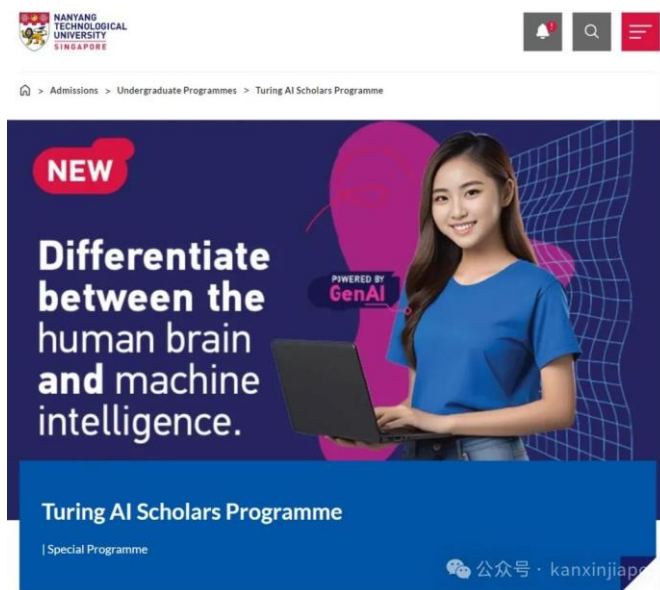 NANYANG
TECHNOLOGICAL
UNIVERSITY
SINGAPORE
> Admissions > Undergraduate Programmes > Turing AI Scholars Programme
NEW
Differentiate
between the
human brain
and machine
intelligence.
POWERED BY
GenAI
Turing AI Scholars Programme
| Special Programme
公众号 · kanxinjiapo